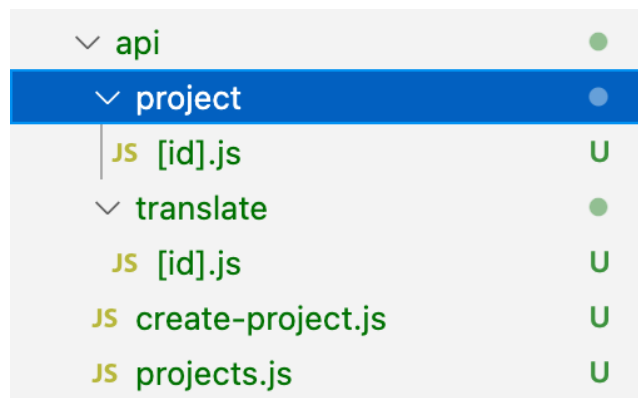 api
project
JS [id].js U
translate
JS [id].js U
JS create-project.js U
JS projects.js U